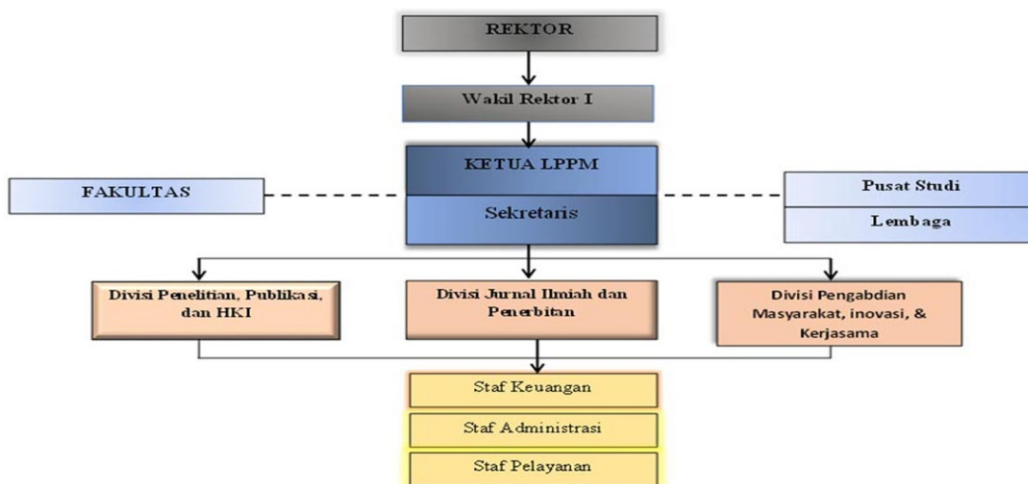 REKTOR
Wakil Rektor I
KETUA LPPM
FAKULTAS
Sekretaris
Pusat Studi
Lembaga
Divisi Penelitian, Publikasi,
dan HKI
Divisi Jurnal Ilmiah dan
Penerbitan
Divisi Pengabdian
Masyarakat, inovasi, &
Kerjasama
Staf Keuangan
Staf Administrasi
Staf Pelayanan